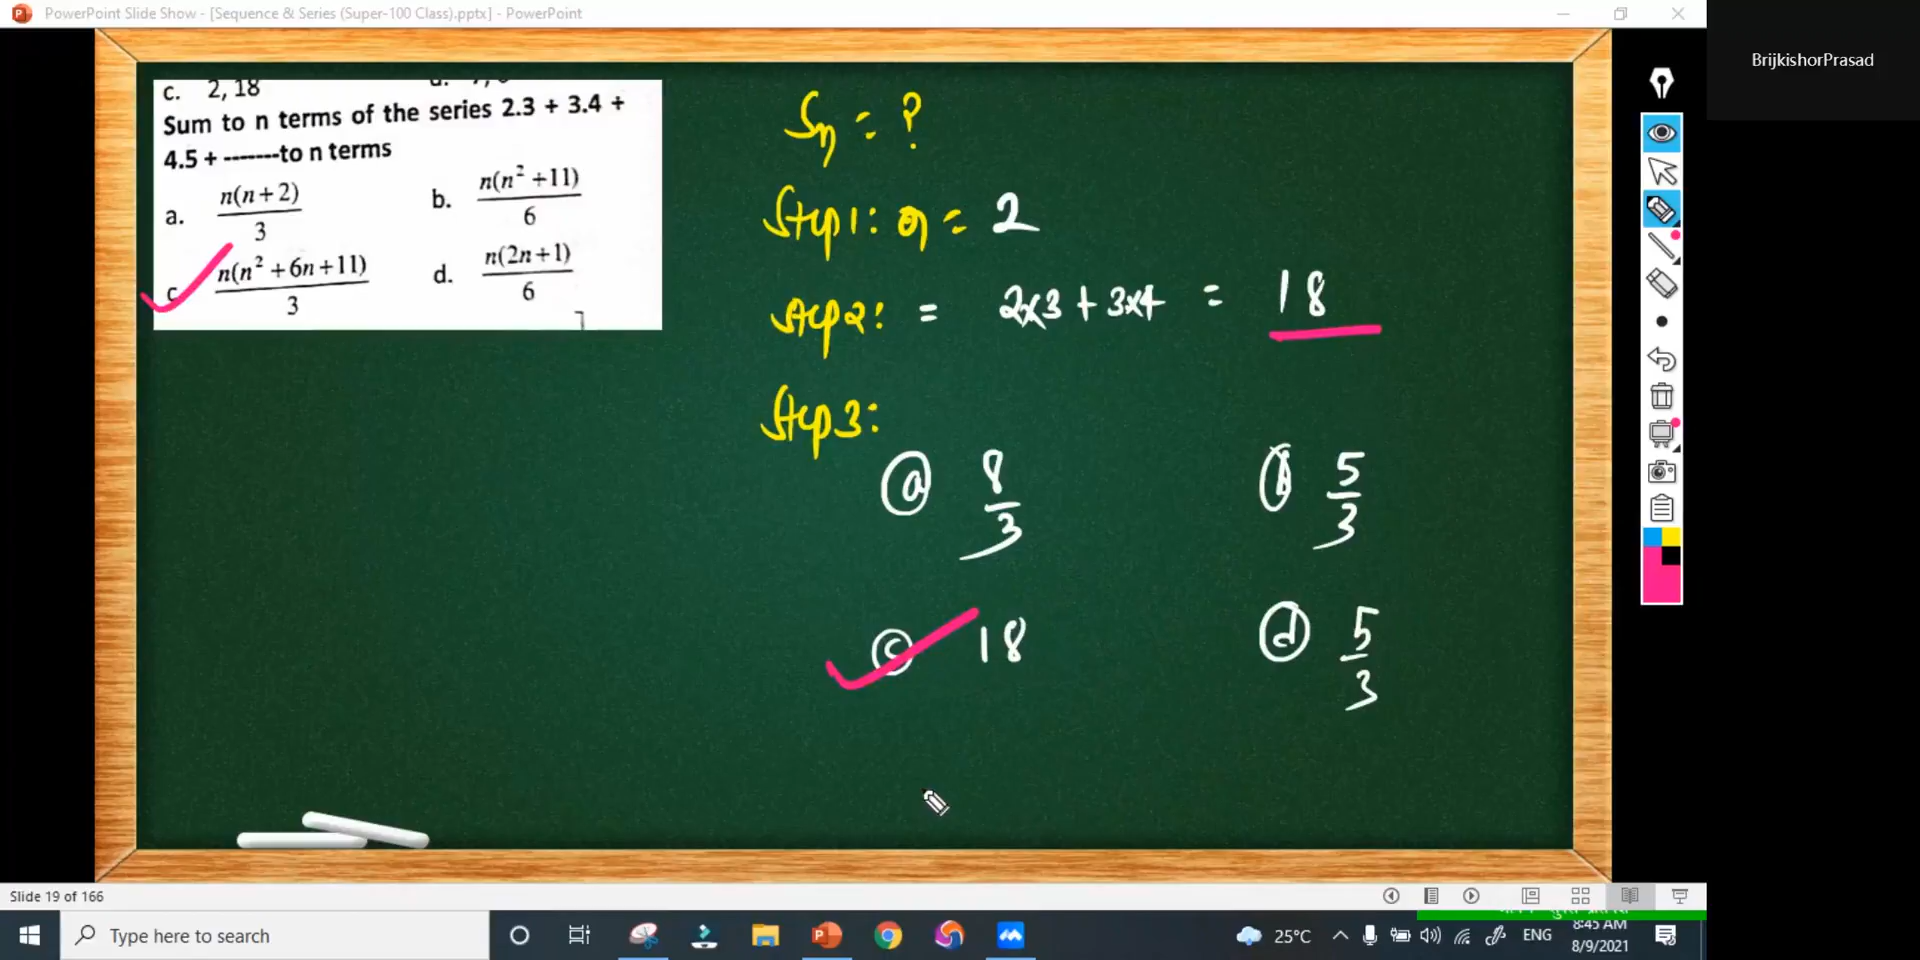 PowerPoint Slide Show - [Sequence & Series (Super-100 Class).pptx] - PowerPoint
BrijkishorPrasad
c. 2, 18
Sum to n terms of the series 2.3 + 3.4 +
4.5 + -------to n terms
a. n(n+2)/3
b. n(n²+11)/6
c n(n²+6n+11)/3
d. n(2n+1)/6
Sn = ?
Step1: n = 2
Step2: = 2x3 + 3x4 = 18
Step3:
(a) 8/3
(b) 5/3
(c) 18
(d) 5/3
Slide 19 of 166
Type here to search
25°C
ENG
8:45 AM
8/9/2021